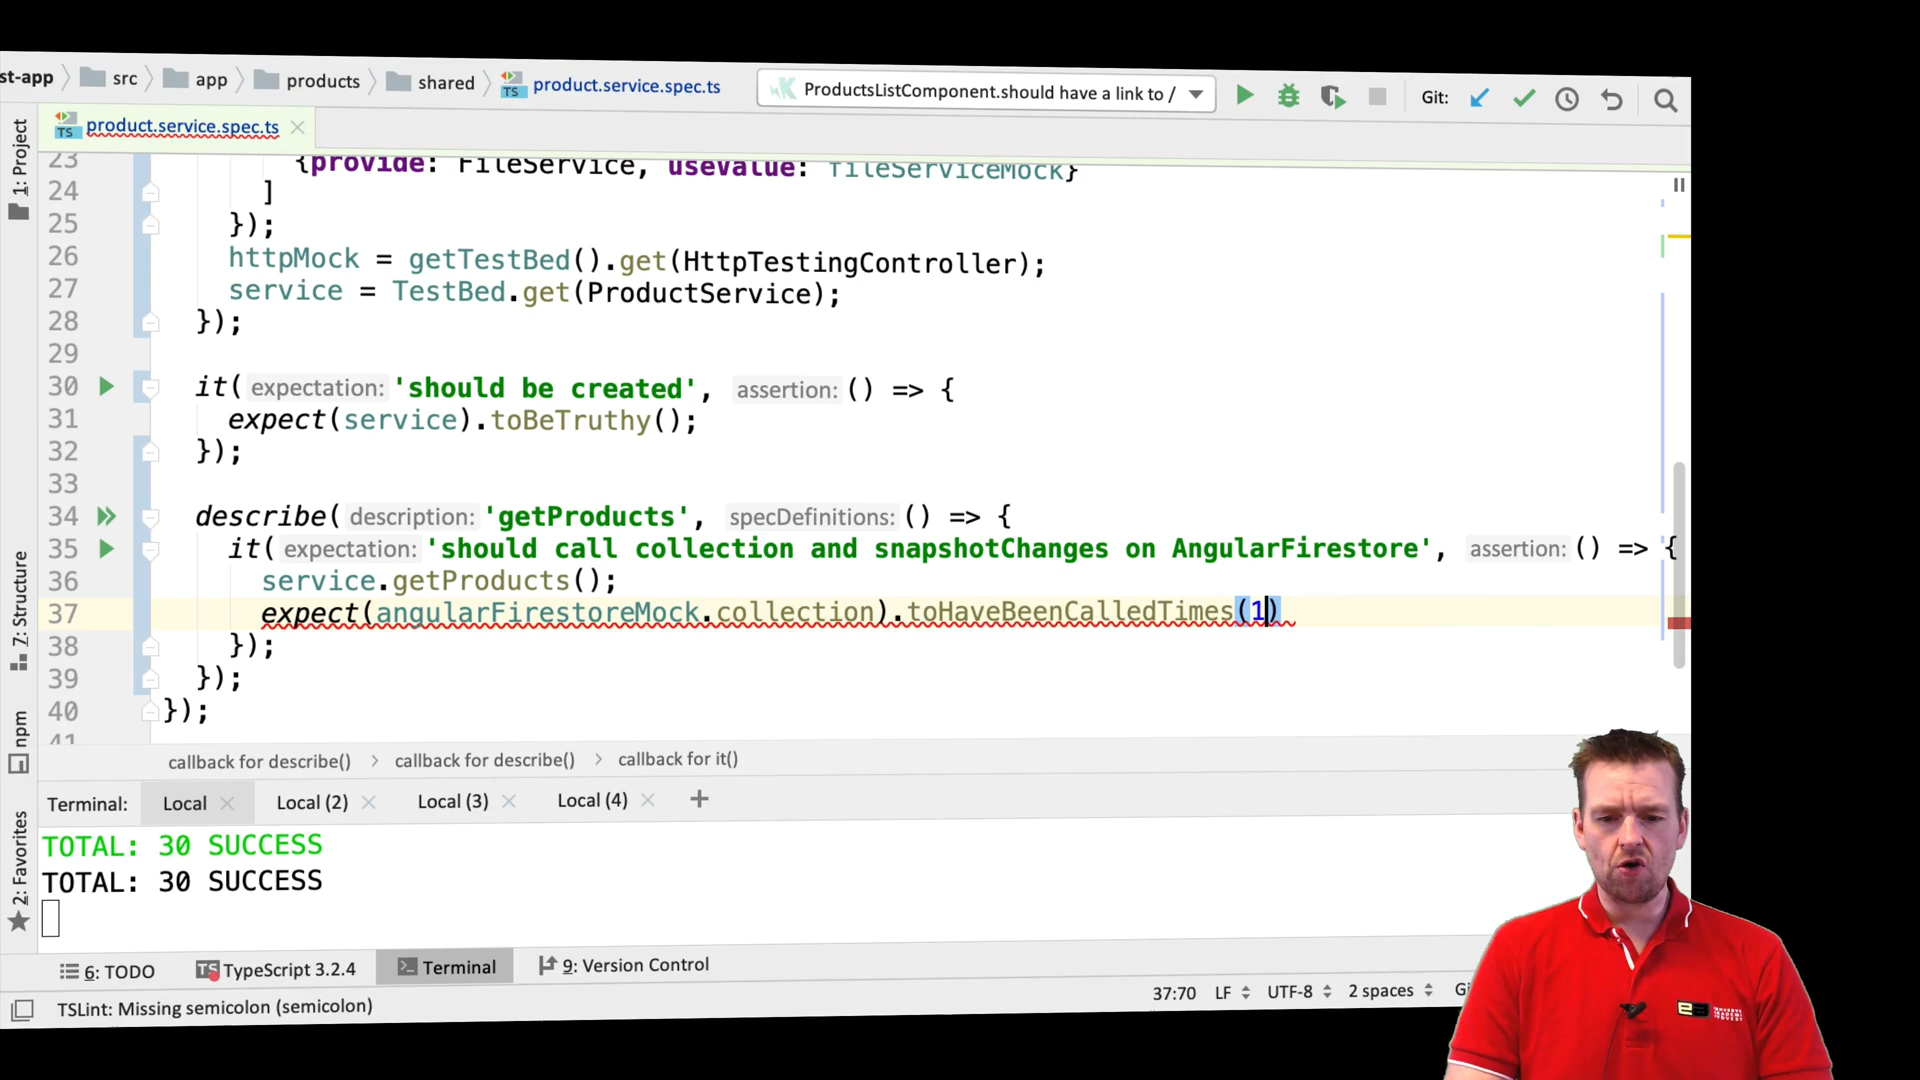 st-app src app products shared product.service.spec.ts ProductsListComponent.should have a link to / Git:
product.service.spec.ts
1: Project
7: Structure
npm
2: Favorites
23 {provide: FileService, useValue: fileServiceMock}
24 ]
25 });
26 httpMock = getTestBed().get(HttpTestingController);
27 service = TestBed.get(ProductService);
28 });
29
30 it( expectation: 'should be created', assertion: () => {
31 expect(service).toBeTruthy();
32 });
33
34 describe( description: 'getProducts', specDefinitions: () => {
35 it( expectation: 'should call collection and snapshotChanges on AngularFirestore', assertion: () => {
36 service.getProducts();
37 expect(angularFirestoreMock.collection).toHaveBeenCalledTimes(1)
38 });
39 });
40 });
41
callback for describe() > callback for describe() > callback for it()
Terminal: Local Local (2) Local (3) Local (4)
TOTAL: 30 SUCCESS
TOTAL: 30 SUCCESS
6: TODO TypeScript 3.2.4 Terminal 9: Version Control
TSLint: Missing semicolon (semicolon) 37:70 LF UTF-8 2 spaces